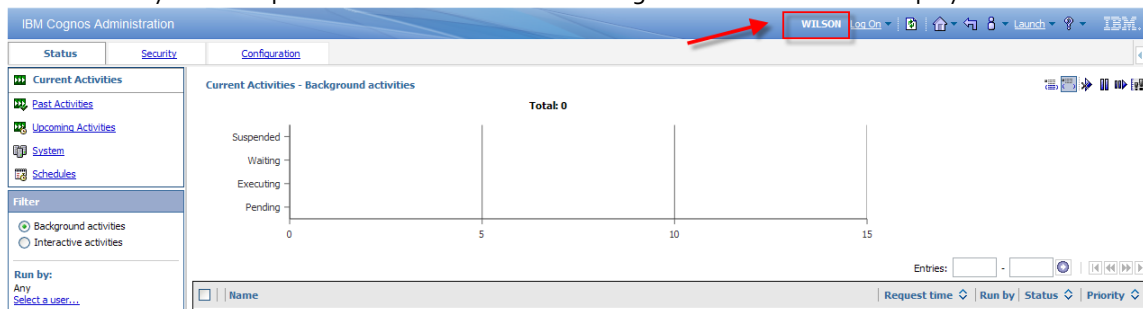 IBM Cognos Administration WILSON Log On Launch IBM.
Status Security Configuration
Current Activities
Past Activities
Upcoming Activities
System
Schedules
Filter
Background activities
Interactive activities
Run by:
Any
Select a user...
Current Activities - Background activities
Total: 0
Suspended
Waiting
Executing
Pending
0 5 10 15
Entries: -
Name Request time Run by Status Priority